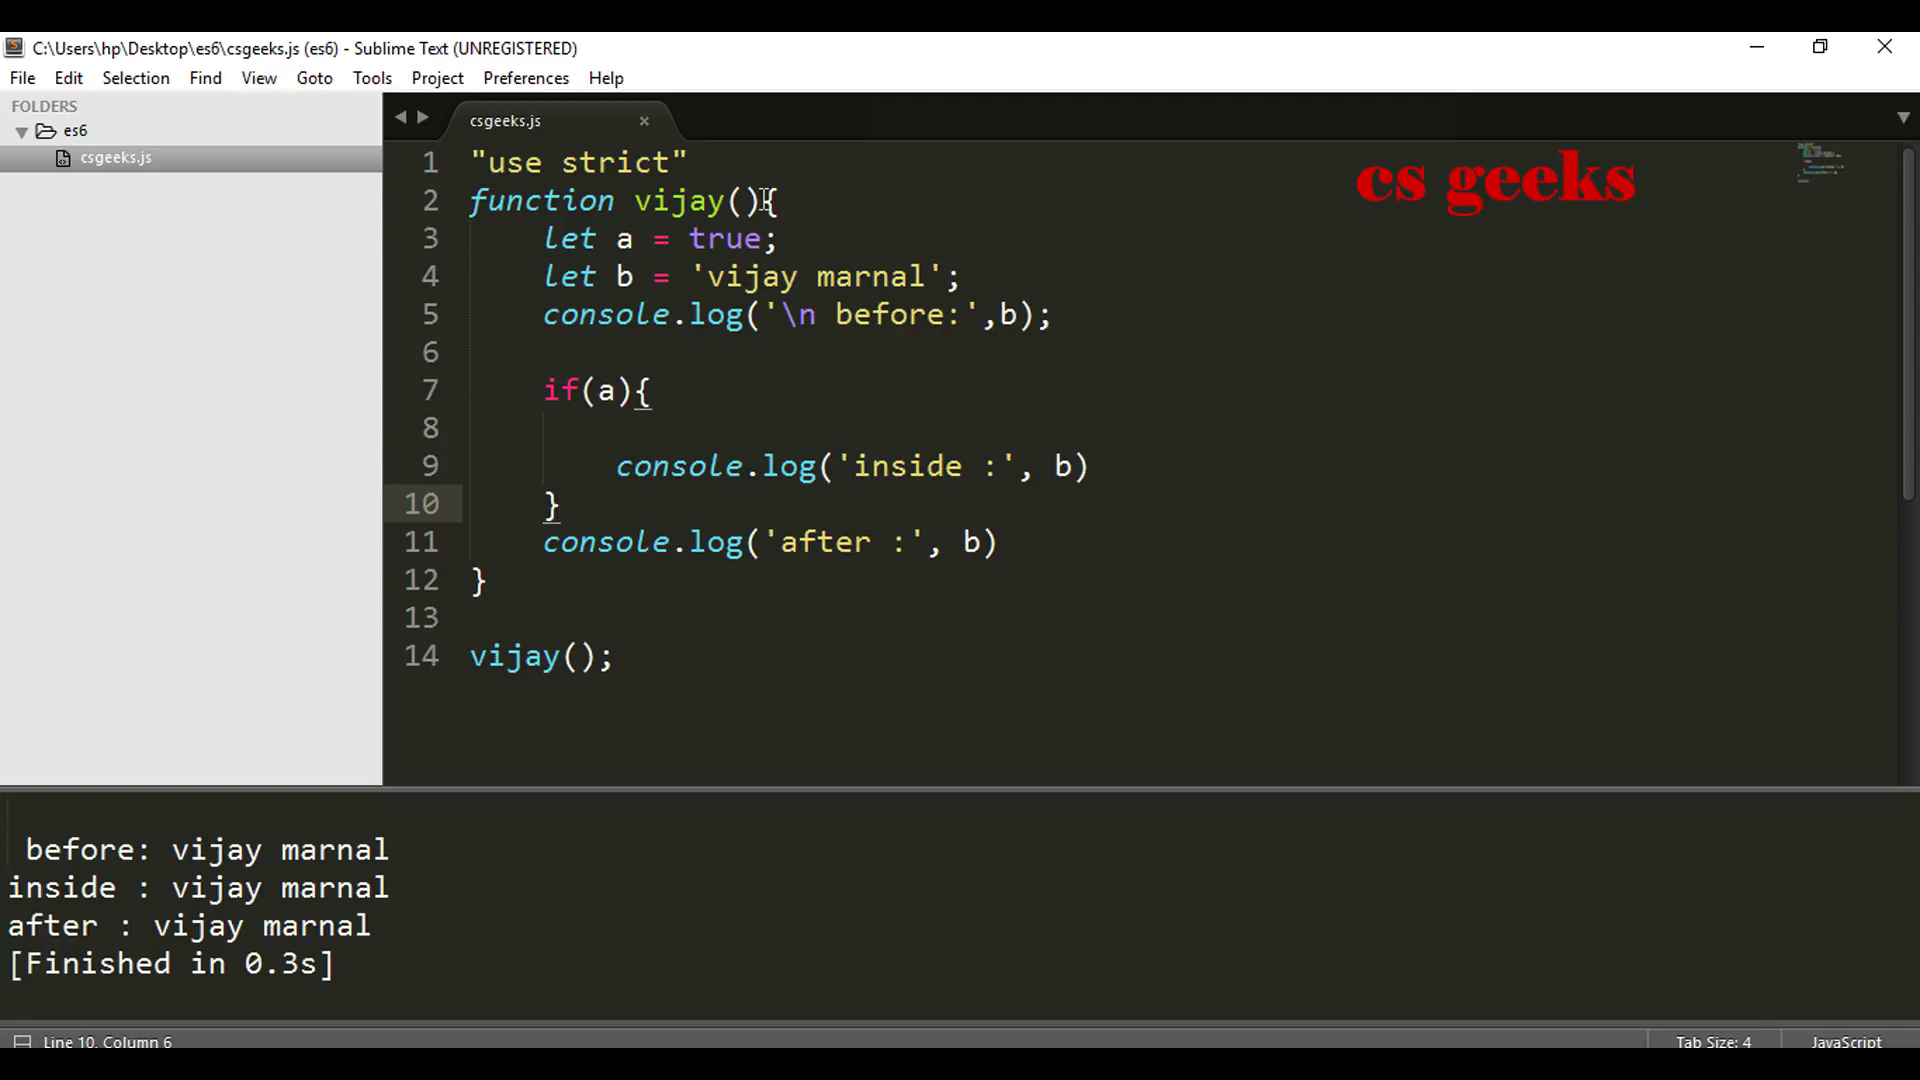 C:\Users\hp\Desktop\es6\csgeeks.js (es6) - Sublime Text (UNREGISTERED)
File Edit Selection Find View Goto Tools Project Preferences Help
FOLDERS
es6
csgeeks.js
csgeeks.js
cs geeks
1 "use strict"
2 function vijay(){
3 let a = true;
4 let b = 'vijay marnal';
5 console.log('\n before:',b);
6
7 if(a){
8
9 console.log('inside :', b)
10 }
11 console.log('after :', b)
12 }
13
14 vijay();
before: vijay marnal
inside : vijay marnal
after : vijay marnal
[Finished in 0.3s]
Line 10, Column 6 Tab Size: 4 JavaScript